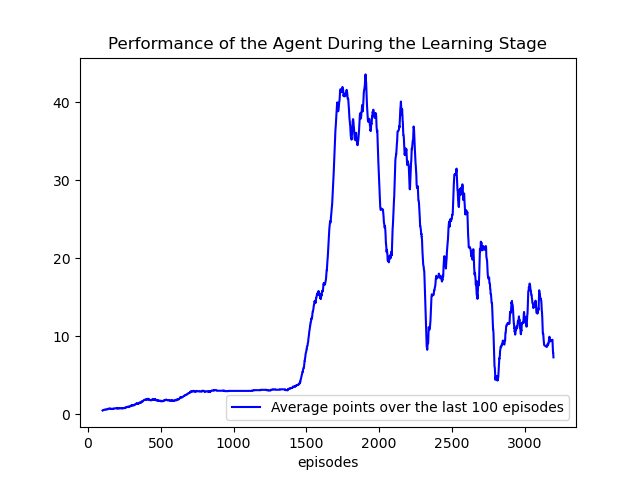 Performance of the Agent During the Learning Stage
40
30
20
10
0
Average points over the last 100 episodes
0 500 1000 1500 2000 2500 3000
episodes